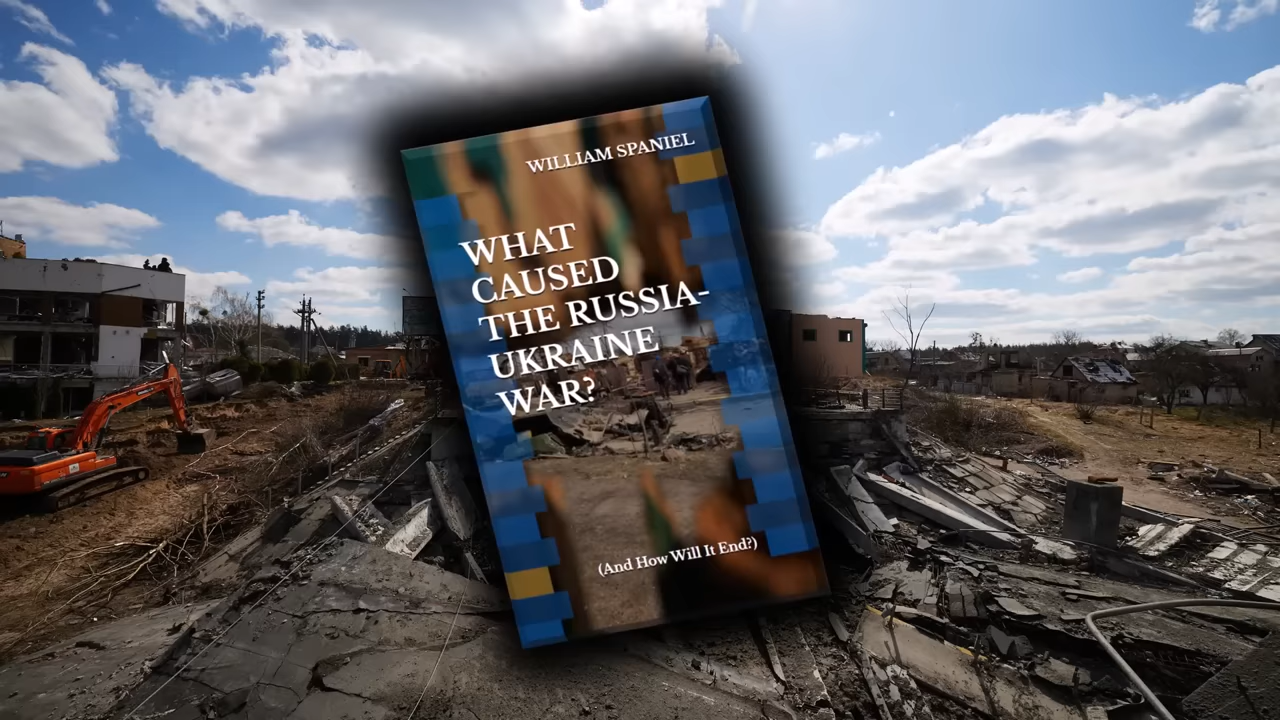 WILLIAM SPANIEL
WHAT
CAUSED
THE RUSSIA-
UKRAINE
WAR?
(And How Will It End?)